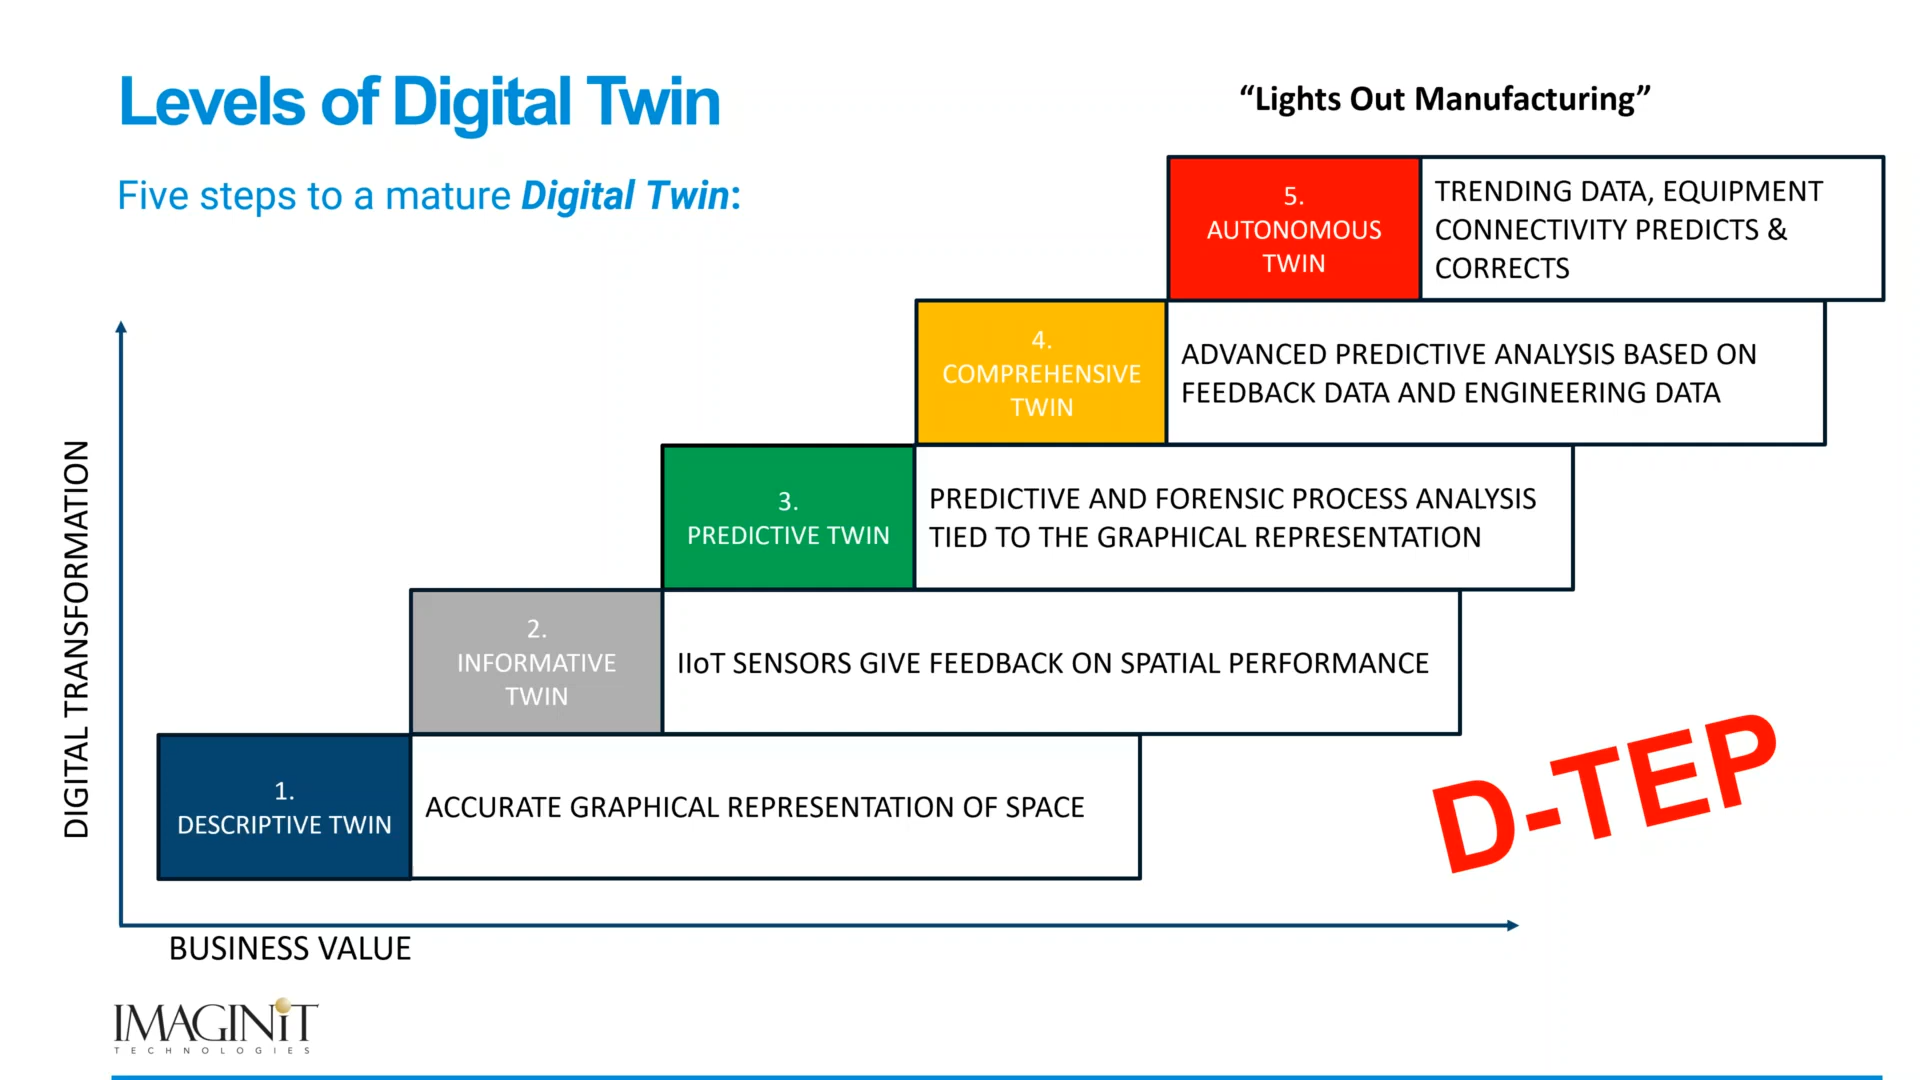 Levels of Digital Twin
Five steps to a mature Digital Twin:
“Lights Out Manufacturing”
5.
AUTONOMOUS
TWIN
TRENDING DATA, EQUIPMENT
CONNECTIVITY PREDICTS &
CORRECTS
4.
COMPREHENSIVE
TWIN
ADVANCED PREDICTIVE ANALYSIS BASED ON
FEEDBACK DATA AND ENGINEERING DATA
3.
PREDICTIVE TWIN
PREDICTIVE AND FORENSIC PROCESS ANALYSIS
TIED TO THE GRAPHICAL REPRESENTATION
2.
INFORMATIVE
TWIN
IIoT SENSORS GIVE FEEDBACK ON SPATIAL PERFORMANCE
1.
DESCRIPTIVE TWIN
ACCURATE GRAPHICAL REPRESENTATION OF SPACE
DIGITAL TRANSFORMATION
BUSINESS VALUE
D-TEP
IMAGINiT
TECHNOLOGIES